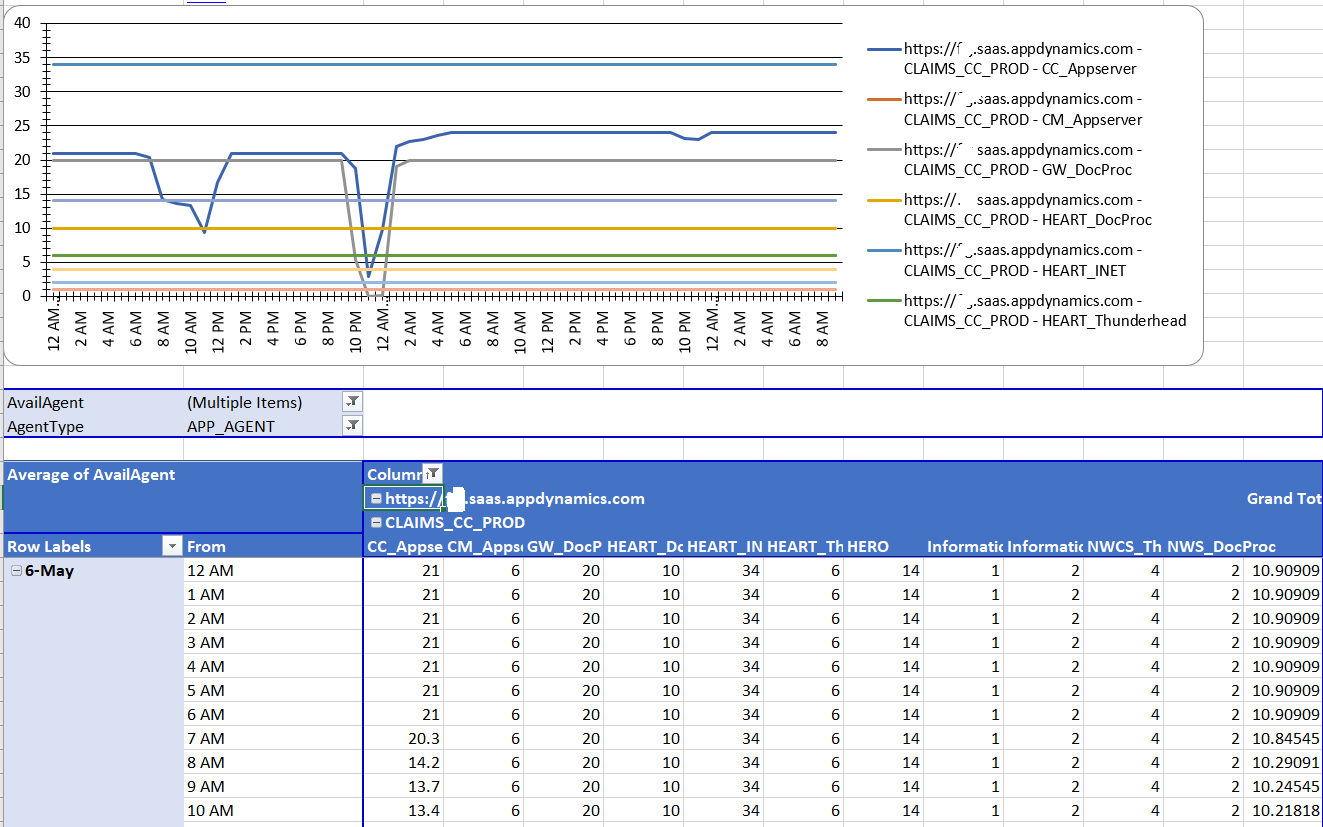 40
35
30
25
20
15
10
5
0
12 AM...
2 AM
4 AM
6 AM
8 AM
10 AM
12 PM
2 PM
4 PM
6 PM
8 PM
10 PM
12 AM...
2 AM
4 AM
6 AM
8 AM
10 AM
12 PM
2 PM
4 PM
6 PM
8 PM
10 PM
12 AM...
2 AM
4 AM
6 AM
8 AM
https:// .saas.appdynamics.com -
CLAIMS_CC_PROD - CC_Appserver
https:// .saas.appdynamics.com -
CLAIMS_CC_PROD - CM_Appserver
https:// saas.appdynamics.com -
CLAIMS_CC_PROD - GW_DocProc
https:// saas.appdynamics.com -
CLAIMS_CC_PROD - HEART_DocProc
https:// .saas.appdynamics.com -
CLAIMS_CC_PROD - HEART_INET
https:// .saas.appdynamics.com -
CLAIMS_CC_PROD - HEART_Thunderhead
AvailAgent (Multiple Items)
AgentType APP_AGENT
Average of AvailAgent Column
https:// .saas.appdynamics.com Grand Tot
CLAIMS_CC_PROD
Row Labels From CC_Appse CM_Appse GW_DocP HEART_Dc HEART_IN HEART_Th HERO Informatic Informatic NWCS_Th NWS_DocProc
6-May 12 AM 21 6 20 10 34 6 14 1 2 4 2 10.90909
1 AM 21 6 20 10 34 6 14 1 2 4 2 10.90909
2 AM 21 6 20 10 34 6 14 1 2 4 2 10.90909
3 AM 21 6 20 10 34 6 14 1 2 4 2 10.90909
4 AM 21 6 20 10 34 6 14 1 2 4 2 10.90909
5 AM 21 6 20 10 34 6 14 1 2 4 2 10.90909
6 AM 21 6 20 10 34 6 14 1 2 4 2 10.90909
7 AM 20.3 6 20 10 34 6 14 1 2 4 2 10.84545
8 AM 14.2 6 20 10 34 6 14 1 2 4 2 10.29091
9 AM 13.7 6 20 10 34 6 14 1 2 4 2 10.24545
10 AM 13.4 6 20 10 34 6 14 1 2 4 2 10.21818